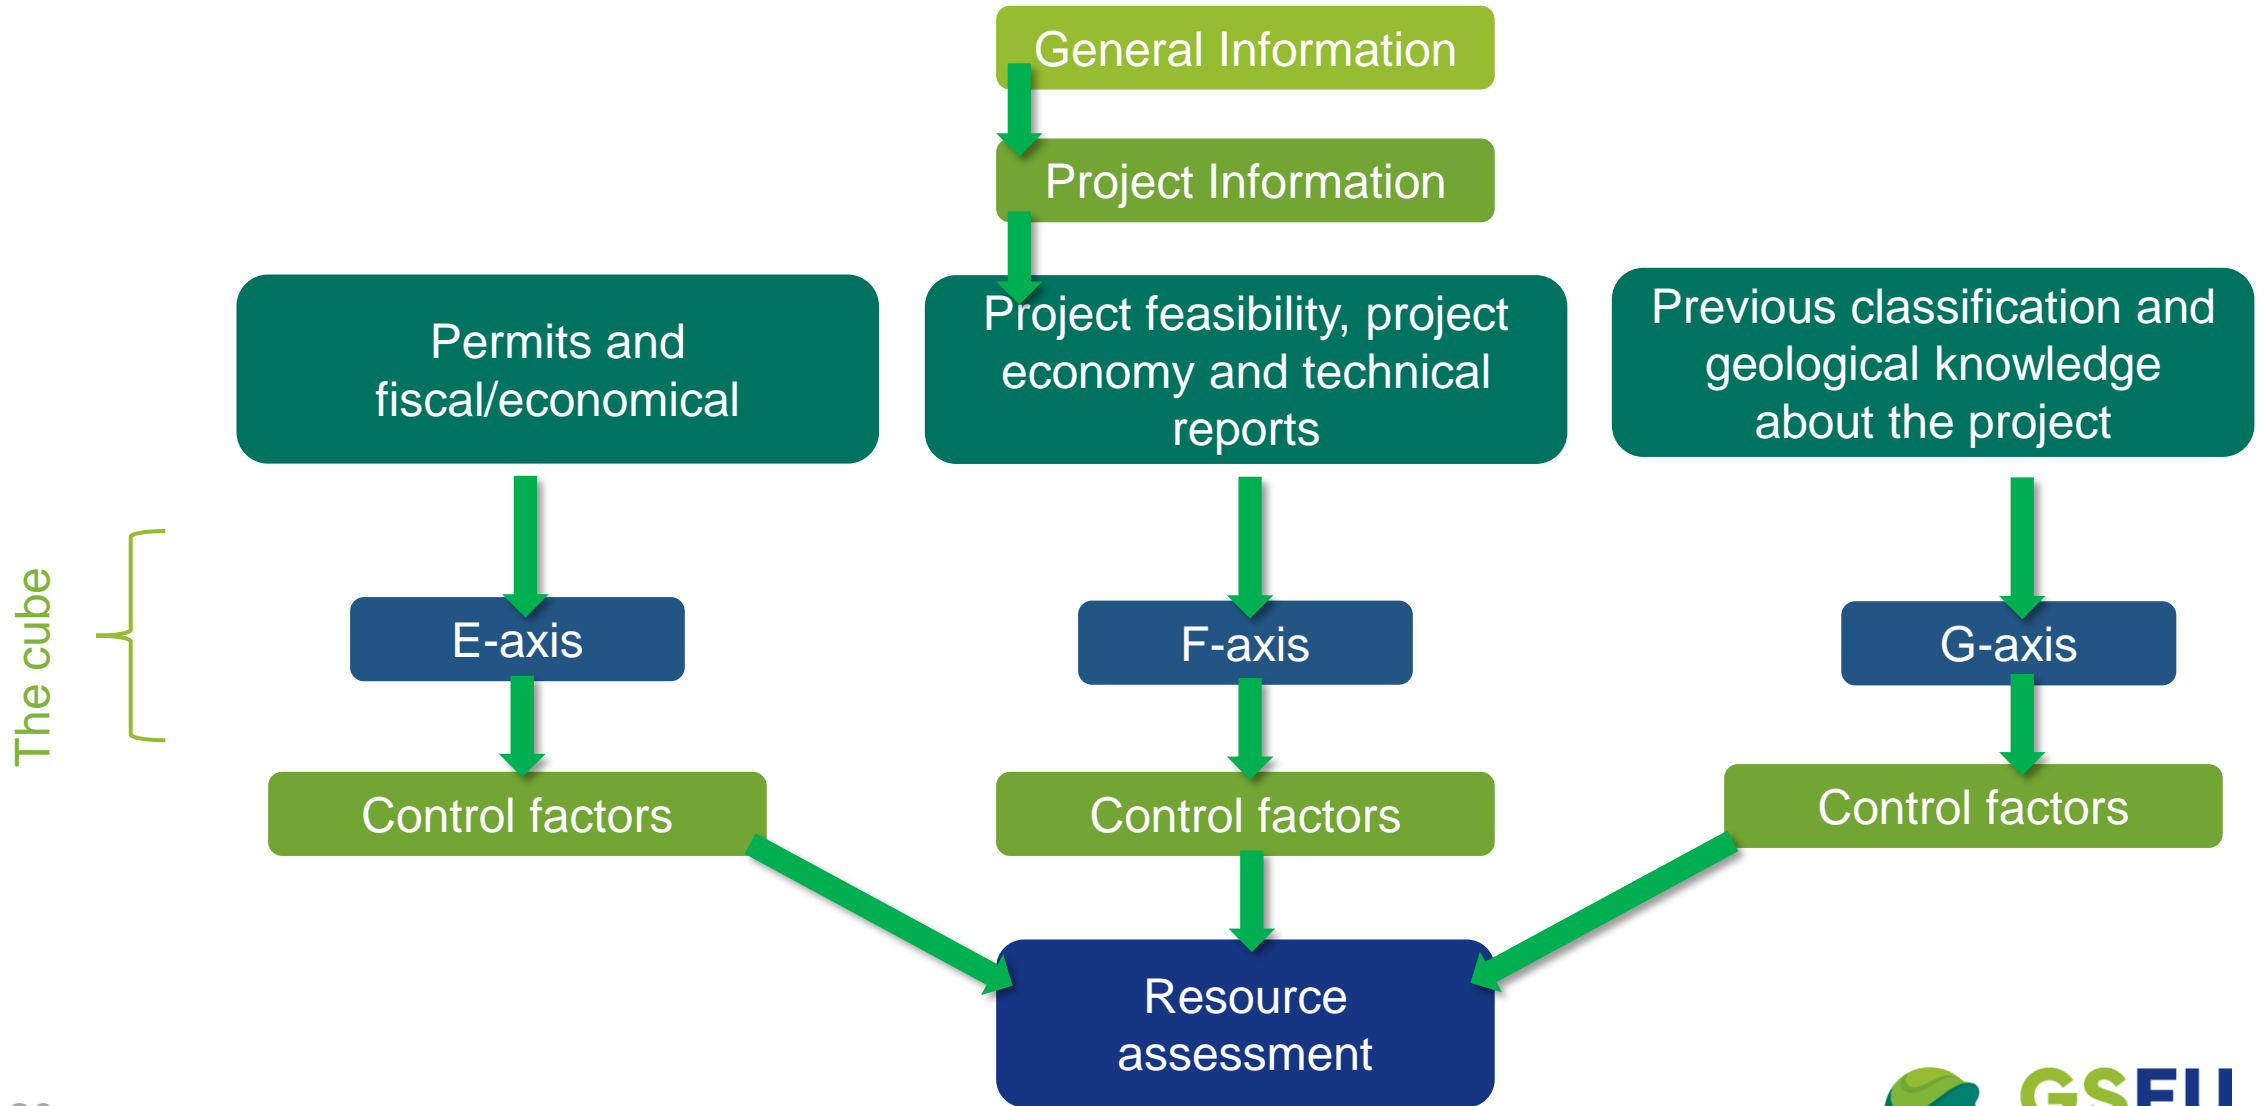 General Information
Project Information
Permits and
fiscal/economical
Project feasibility, project
economy and technical
reports
Previous classification and
geological knowledge
about the project
The cube
E-axis
F-axis
G-axis
Control factors
Control factors
Control factors
Resource
assessment
GSEU